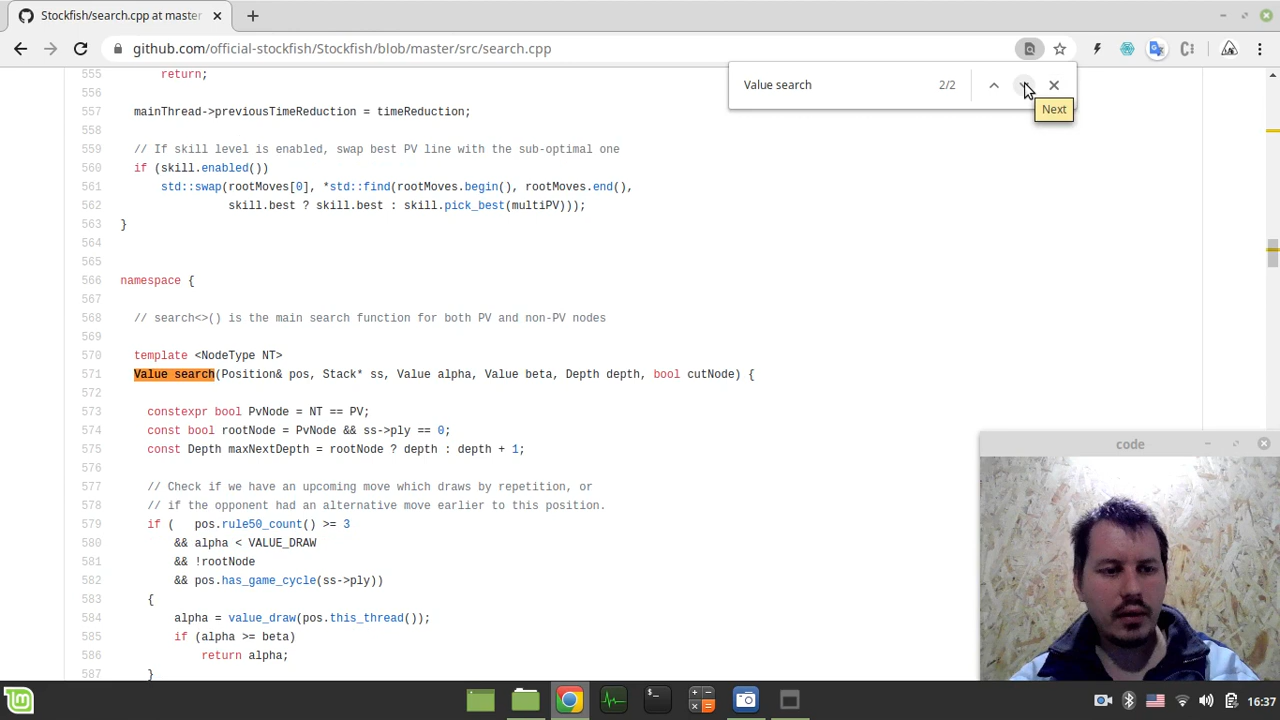 Stockfish/search.cpp at master
github.com/official-stockfish/Stockfish/blob/master/src/search.cpp
Value search 2/2
Next
555 return;
556
557 mainThread->previousTimeReduction = timeReduction;
558
559 // If skill level is enabled, swap best PV line with the sub-optimal one
560 if (skill.enabled())
561 std::swap(rootMoves[0], *std::find(rootMoves.begin(), rootMoves.end(),
562 skill.best ? skill.best : skill.pick_best(multiPV)));
563 }
564
565
566 namespace {
567
568 // search<>() is the main search function for both PV and non-PV nodes
569
570 template <NodeType NT>
571 Value search(Position& pos, Stack* ss, Value alpha, Value beta, Depth depth, bool cutNode) {
572
573 constexpr bool PvNode = NT == PV;
574 const bool rootNode = PvNode && ss->ply == 0;
575 const Depth maxNextDepth = rootNode ? depth : depth + 1;
576
577 // Check if we have an upcoming move which draws by repetition, or
578 // if the opponent had an alternative move earlier to this position.
579 if ( pos.rule50_count() >= 3
580 && alpha < VALUE_DRAW
581 && !rootNode
582 && pos.has_game_cycle(ss->ply))
583 {
584 alpha = value_draw(pos.this_thread());
585 if (alpha >= beta)
586 return alpha;
587 }
code
16:37